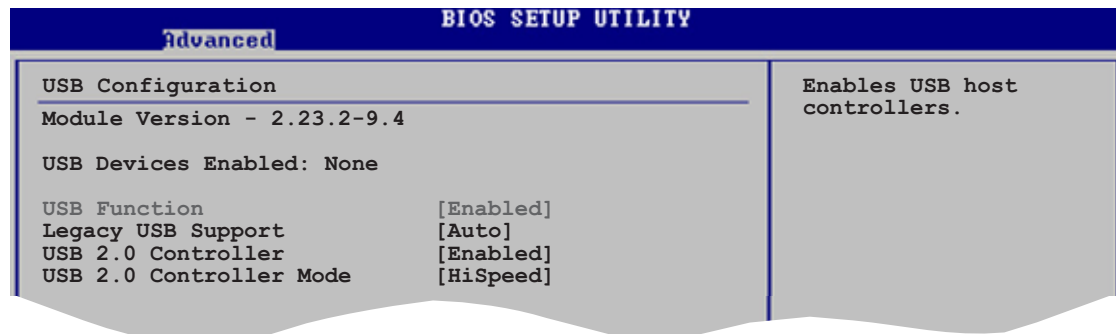 BIOS SETUP UTILITY
Advanced
USB Configuration
Module Version - 2.23.2-9.4
USB Devices Enabled: None
USB Function [Enabled]
Legacy USB Support [Auto]
USB 2.0 Controller [Enabled]
USB 2.0 Controller Mode [HiSpeed]
Enables USB host
controllers.